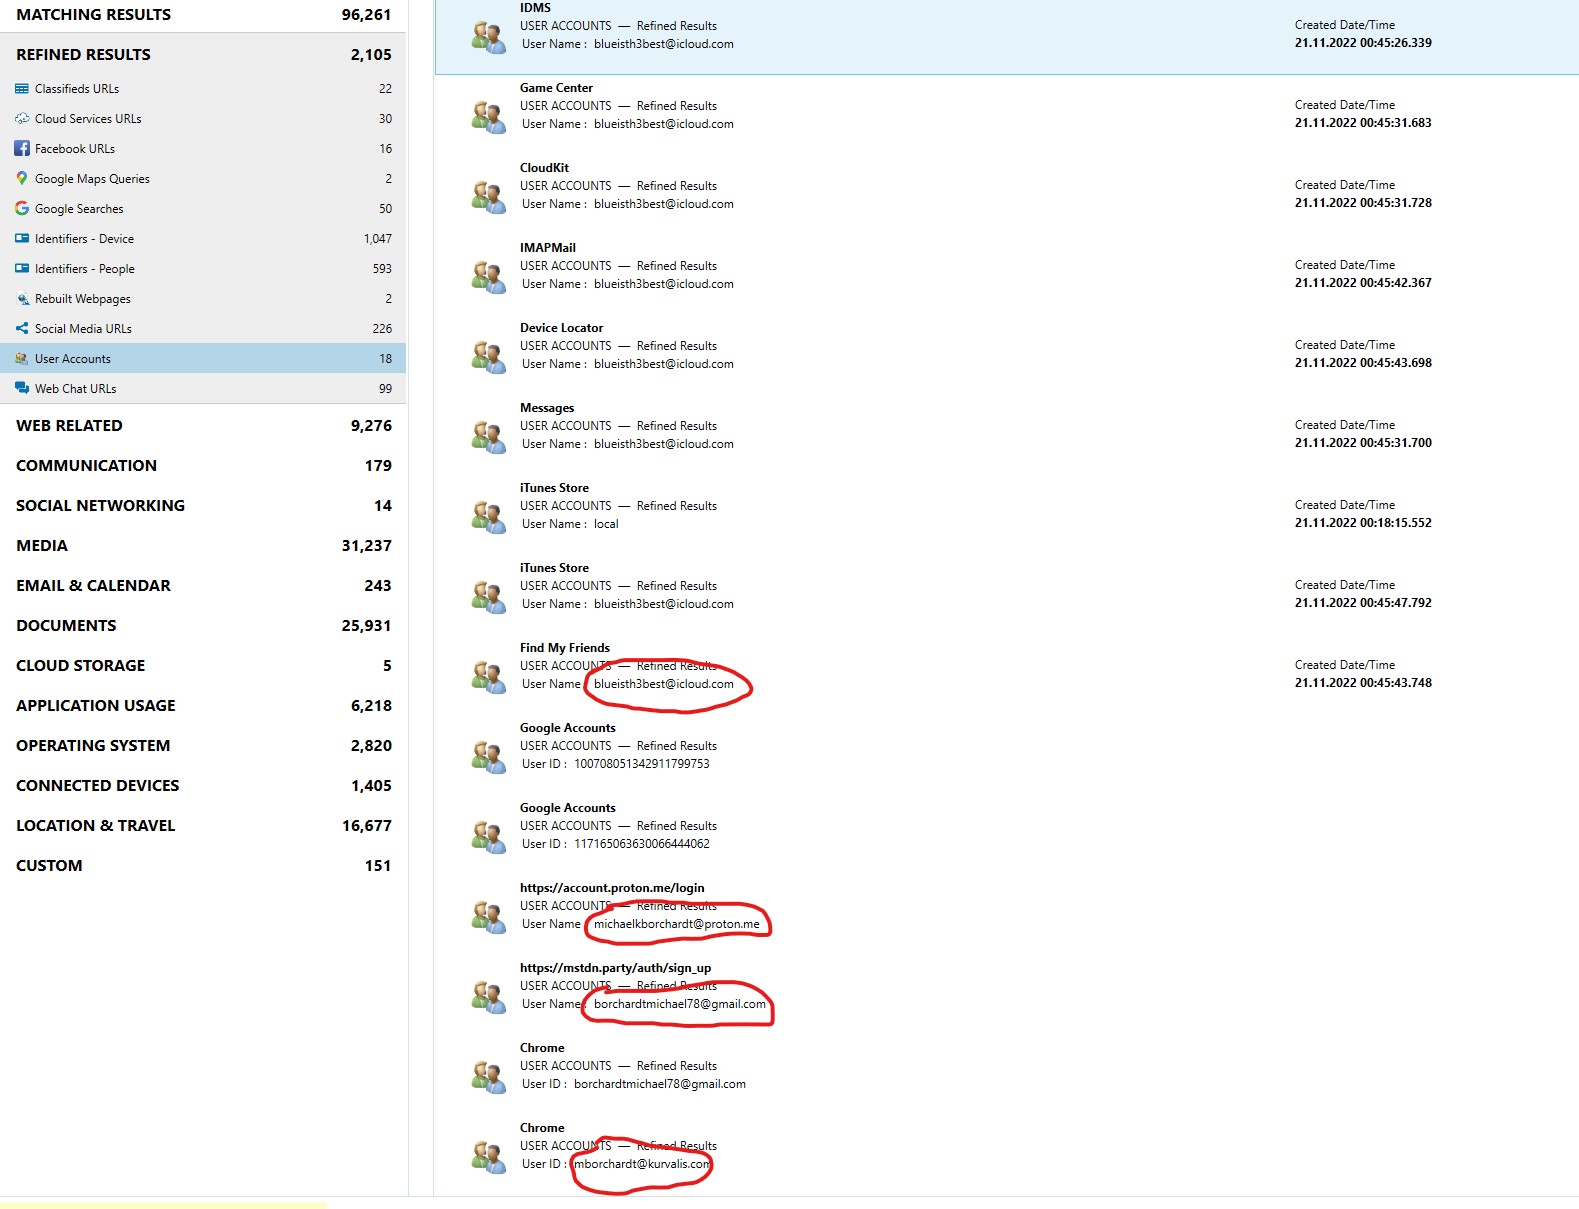 MATCHING RESULTS 96,261
REFINED RESULTS 2,105
Classifieds URLs 22
Cloud Services URLs 30
Facebook URLs 16
Google Maps Queries 2
Google Searches 50
Identifiers - Device 1,047
Identifiers - People 593
Rebuilt Webpages 2
Social Media URLs 226
User Accounts 18
Web Chat URLs 99
WEB RELATED 9,276
COMMUNICATION 179
SOCIAL NETWORKING 14
MEDIA 31,237
EMAIL & CALENDAR 243
DOCUMENTS 25,931
CLOUD STORAGE 5
APPLICATION USAGE 6,218
OPERATING SYSTEM 2,820
CONNECTED DEVICES 1,405
LOCATION & TRAVEL 16,677
CUSTOM 151
IDMS
USER ACCOUNTS — Refined Results
User Name : blueisth3best@icloud.com
Created Date/Time
21.11.2022 00:45:26.339
Game Center
USER ACCOUNTS — Refined Results
User Name : blueisth3best@icloud.com
Created Date/Time
21.11.2022 00:45:31.683
CloudKit
USER ACCOUNTS — Refined Results
User Name : blueisth3best@icloud.com
Created Date/Time
21.11.2022 00:45:31.728
IMAPMail
USER ACCOUNTS — Refined Results
User Name : blueisth3best@icloud.com
Created Date/Time
21.11.2022 00:45:42.367
Device Locator
USER ACCOUNTS — Refined Results
User Name : blueisth3best@icloud.com
Created Date/Time
21.11.2022 00:45:43.698
Messages
USER ACCOUNTS — Refined Results
User Name : blueisth3best@icloud.com
Created Date/Time
21.11.2022 00:45:31.700
iTunes Store
USER ACCOUNTS — Refined Results
User Name : local
Created Date/Time
21.11.2022 00:18:15.552
iTunes Store
USER ACCOUNTS — Refined Results
User Name : blueisth3best@icloud.com
Created Date/Time
21.11.2022 00:45:47.792
Find My Friends
USER ACCOUNTS — Refined Results
User Name blueisth3best@icloud.com
Created Date/Time
21.11.2022 00:45:43.748
Google Accounts
USER ACCOUNTS — Refined Results
User ID : 100708051342911799753
Google Accounts
USER ACCOUNTS — Refined Results
User ID : 117165063630066444062
https://account.proton.me/login
USER ACCOUNTS — Refined Results
User Name michaelkborchardt@proton.me
https://mstdn.party/auth/sign_up
USER ACCOUNTS — Refined Results
User Name : borchardtmichael78@gmail.com
Chrome
USER ACCOUNTS — Refined Results
User ID : borchardtmichael78@gmail.com
Chrome
USER ACCOUNTS — Refined Results
User ID : mborchardt@kurvalis.com